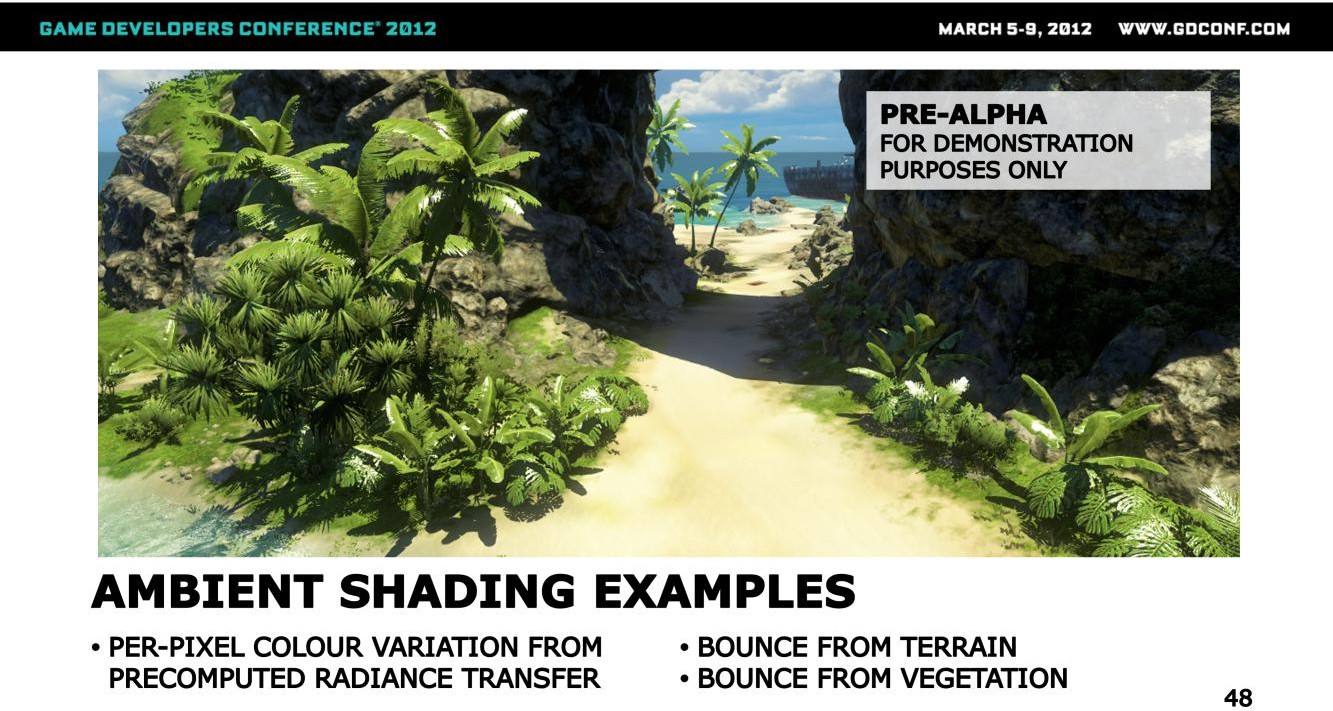 GAME DEVELOPERS CONFERENCE® 2012
MARCH 5-9, 2012 WWW.GDCONF.COM
PRE-ALPHA
FOR DEMONSTRATION
PURPOSES ONLY
AMBIENT SHADING EXAMPLES
• PER-PIXEL COLOUR VARIATION FROM
PRECOMPUTED RADIANCE TRANSFER
• BOUNCE FROM TERRAIN
• BOUNCE FROM VEGETATION
48